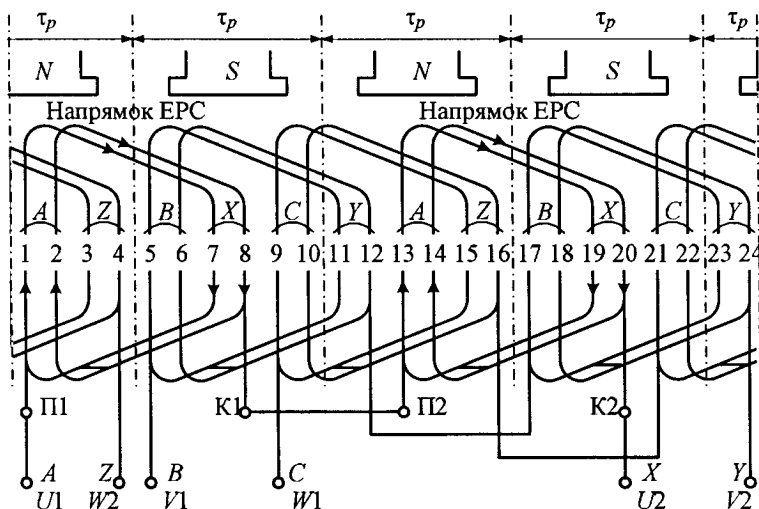 τp τp τp τp τp
N S N S N
Напрямок ЕРС Напрямок ЕРС
A Z B X C Y A Z B X C Y
1 2 3 4 5 6 7 8 9 10 11 12 13 14 15 16 17 18 19 20 21 22 23 24
П1 К1 П2 К2
A Z B C X Y
U1 W2 V1 W1 U2 V2